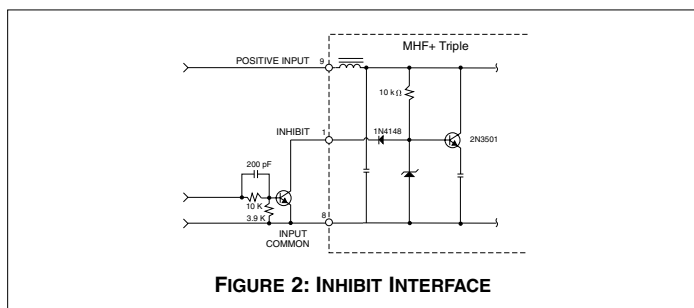 MHF+ Triple
POSITIVE INPUT
9
10 kΩ
INHIBIT
1
1N4148
2N3501
200 pF
10 K
3.9 K
INPUT
COMMON
8
FIGURE 2: INHIBIT INTERFACE